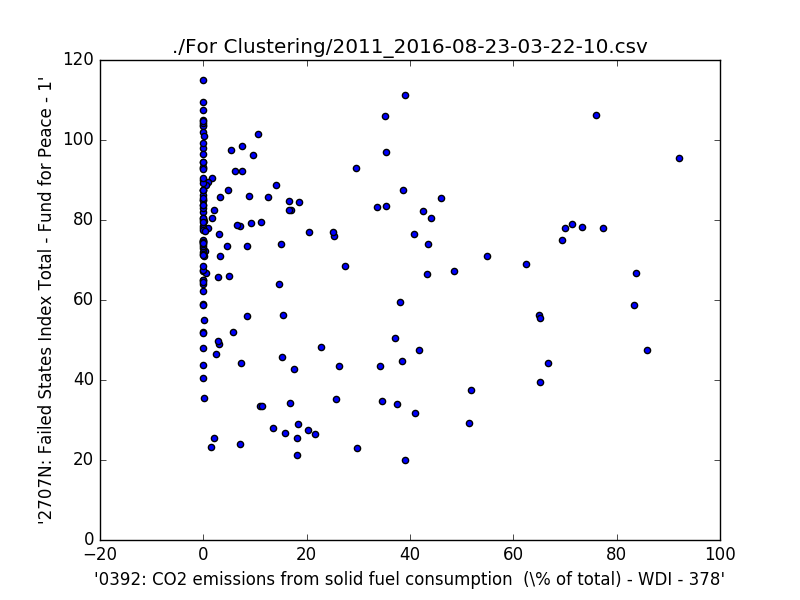 ./For Clustering/2011_2016-08-23-03-22-10.csv
120
100
80
60
40
20
0
'2707N: Failed States Index Total - Fund for Peace - 1'
−20 0 20 40 60 80 100
'0392: CO2 emissions from solid fuel consumption  (\% of total) - WDI - 378'